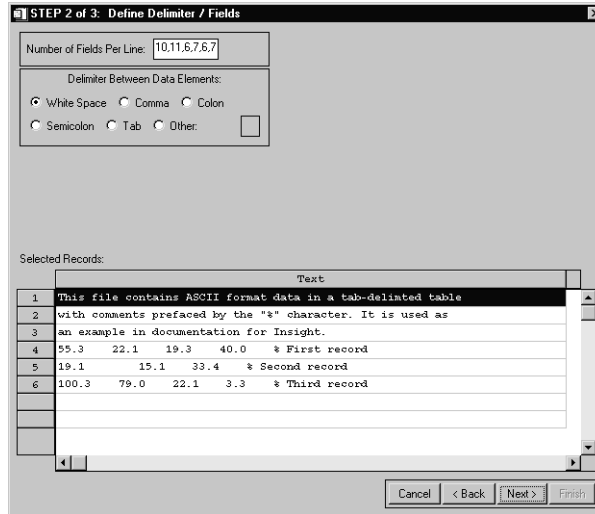 STEP 2 of 3: Define Delimiter / Fields
Number of Fields Per Line: 10,11,6,7,6,7
Delimiter Between Data Elements:
White Space Comma Colon
Semicolon Tab Other:
Selected Records:
Text
1 This file contains ASCII format data in a tab-delimted table
2 with comments prefaced by the "%" character. It is used as
3 an example in documentation for Insight.
4 55.3 22.1 19.3 40.0 % First record
5 19.1 15.1 33.4 % Second record
6 100.3 79.0 22.1 3.3 % Third record
Cancel < Back Next > Finish